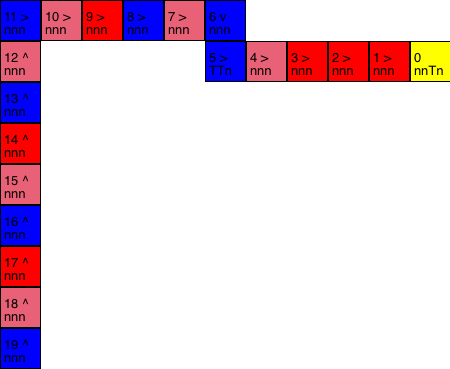 11 > 10 > 9 > 8 > 7 > 6 v
nnn nnn nnn nnn nnn nnn
12 ^ 5 > 4 > 3 > 2 > 1 > 0
nnn TTn nnn nnn nnn nnn nnTn
13 ^
nnn
14 ^
nnn
15 ^
nnn
16 ^
nnn
17 ^
nnn
18 ^
nnn
19 ^
nnn